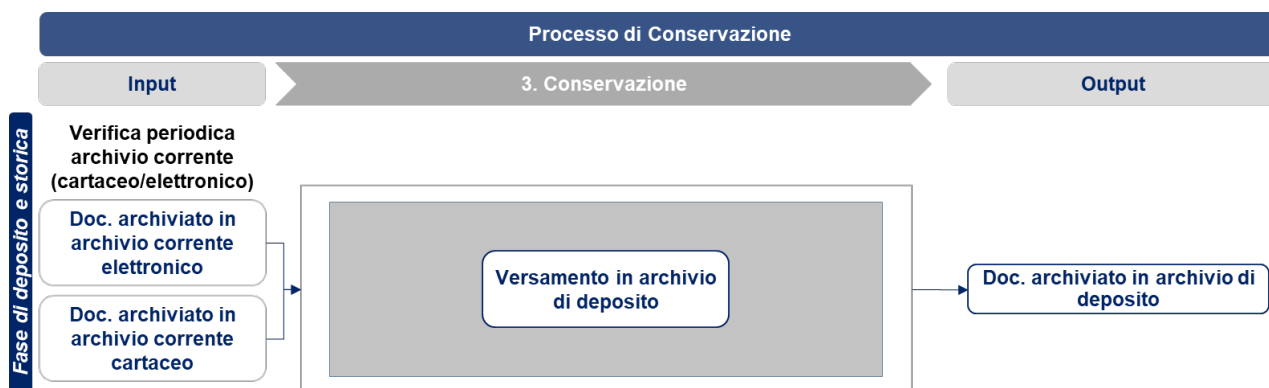 Processo di Conservazione
Input
3. Conservazione
Output
Fase di deposito e storica
Verifica periodica
archivio corrente
(cartaceo/elettronico)
Doc. archiviato in
archivio corrente
elettronico
Doc. archiviato in
archivio corrente
cartaceo
Versamento in archivio
di deposito
Doc. archiviato in archivio di
deposito